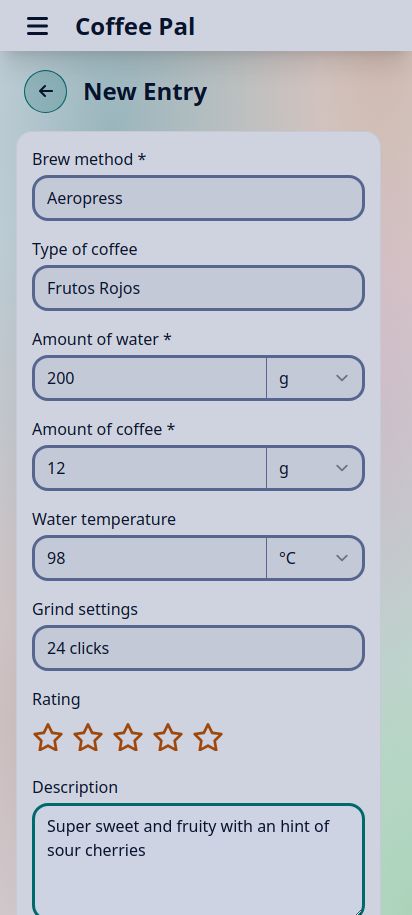 Coffee Pal
New Entry
Brew method *
Aeropress
Type of coffee
Frutos Rojos
Amount of water *
200 g
Amount of coffee *
12 g
Water temperature
98 °C
Grind settings
24 clicks
Rating
Description
Super sweet and fruity with an hint of
sour cherries